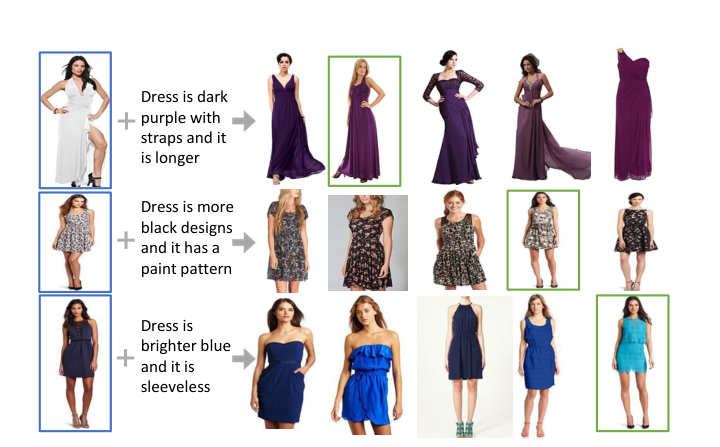 Dress is dark
purple with
straps and it
is longer
Dress is more
black designs
and it has a
paint pattern
Dress is
brighter blue
and it is
sleeveless